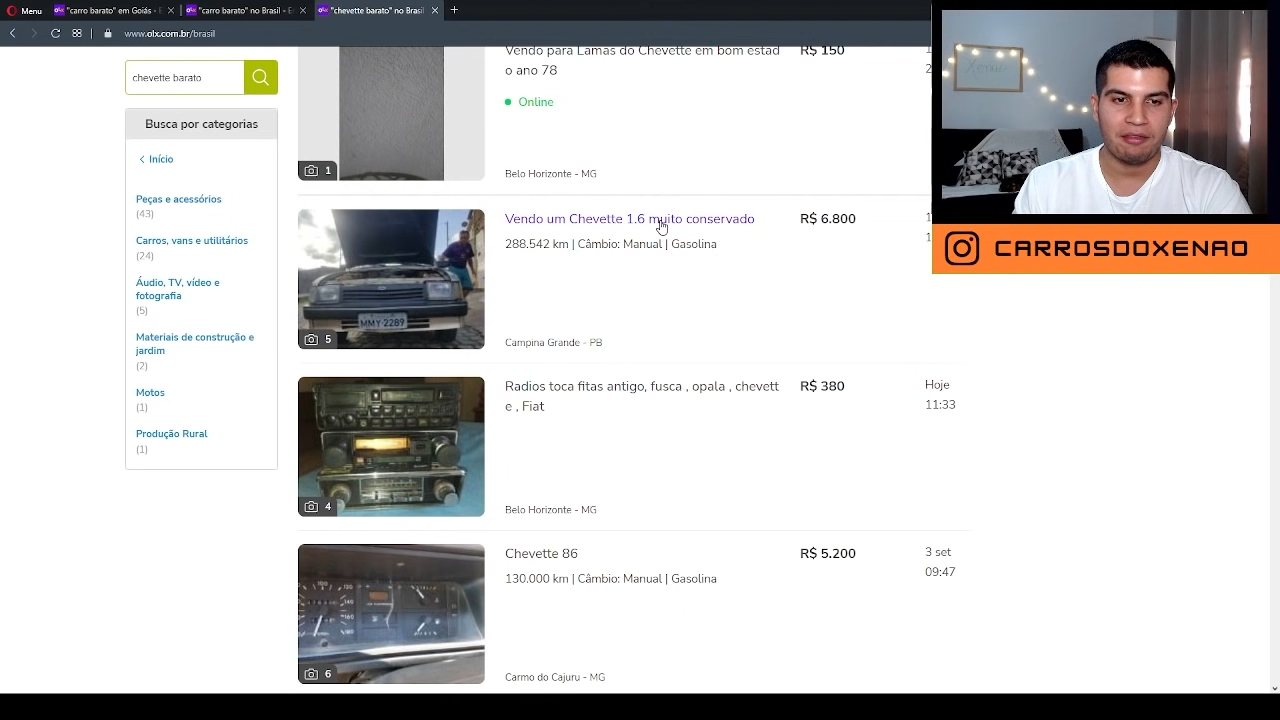 Menu
"carro barato" em Goiás - E
"carro barato" no Brasil - E
"chevette barato" no Brasil
www.olx.com.br/brasil
chevette barato
Busca por categorias
Início
Peças e acessórios
(43)
Carros, vans e utilitários
(24)
Áudio, TV, vídeo e
fotografia
(5)
Materiais de construção e
jardim
(2)
Motos
(1)
Produção Rural
(1)
Vendo para Lamas do Chevette em bom estad
o ano 78
R$ 150
Online
1
Belo Horizonte - MG
Vendo um Chevette 1.6 muito conservado
R$ 6.800
288.542 km | Câmbio: Manual | Gasolina
MMY-2289
5
Campina Grande - PB
Radios toca fitas antigo, fusca , opala , chevett
e , Fiat
R$ 380
Hoje
11:33
4
Belo Horizonte - MG
Chevette 86
R$ 5.200
3 set
09:47
130.000 km | Câmbio: Manual | Gasolina
6
Carmo do Cajuru - MG
CARROSDOXENAO